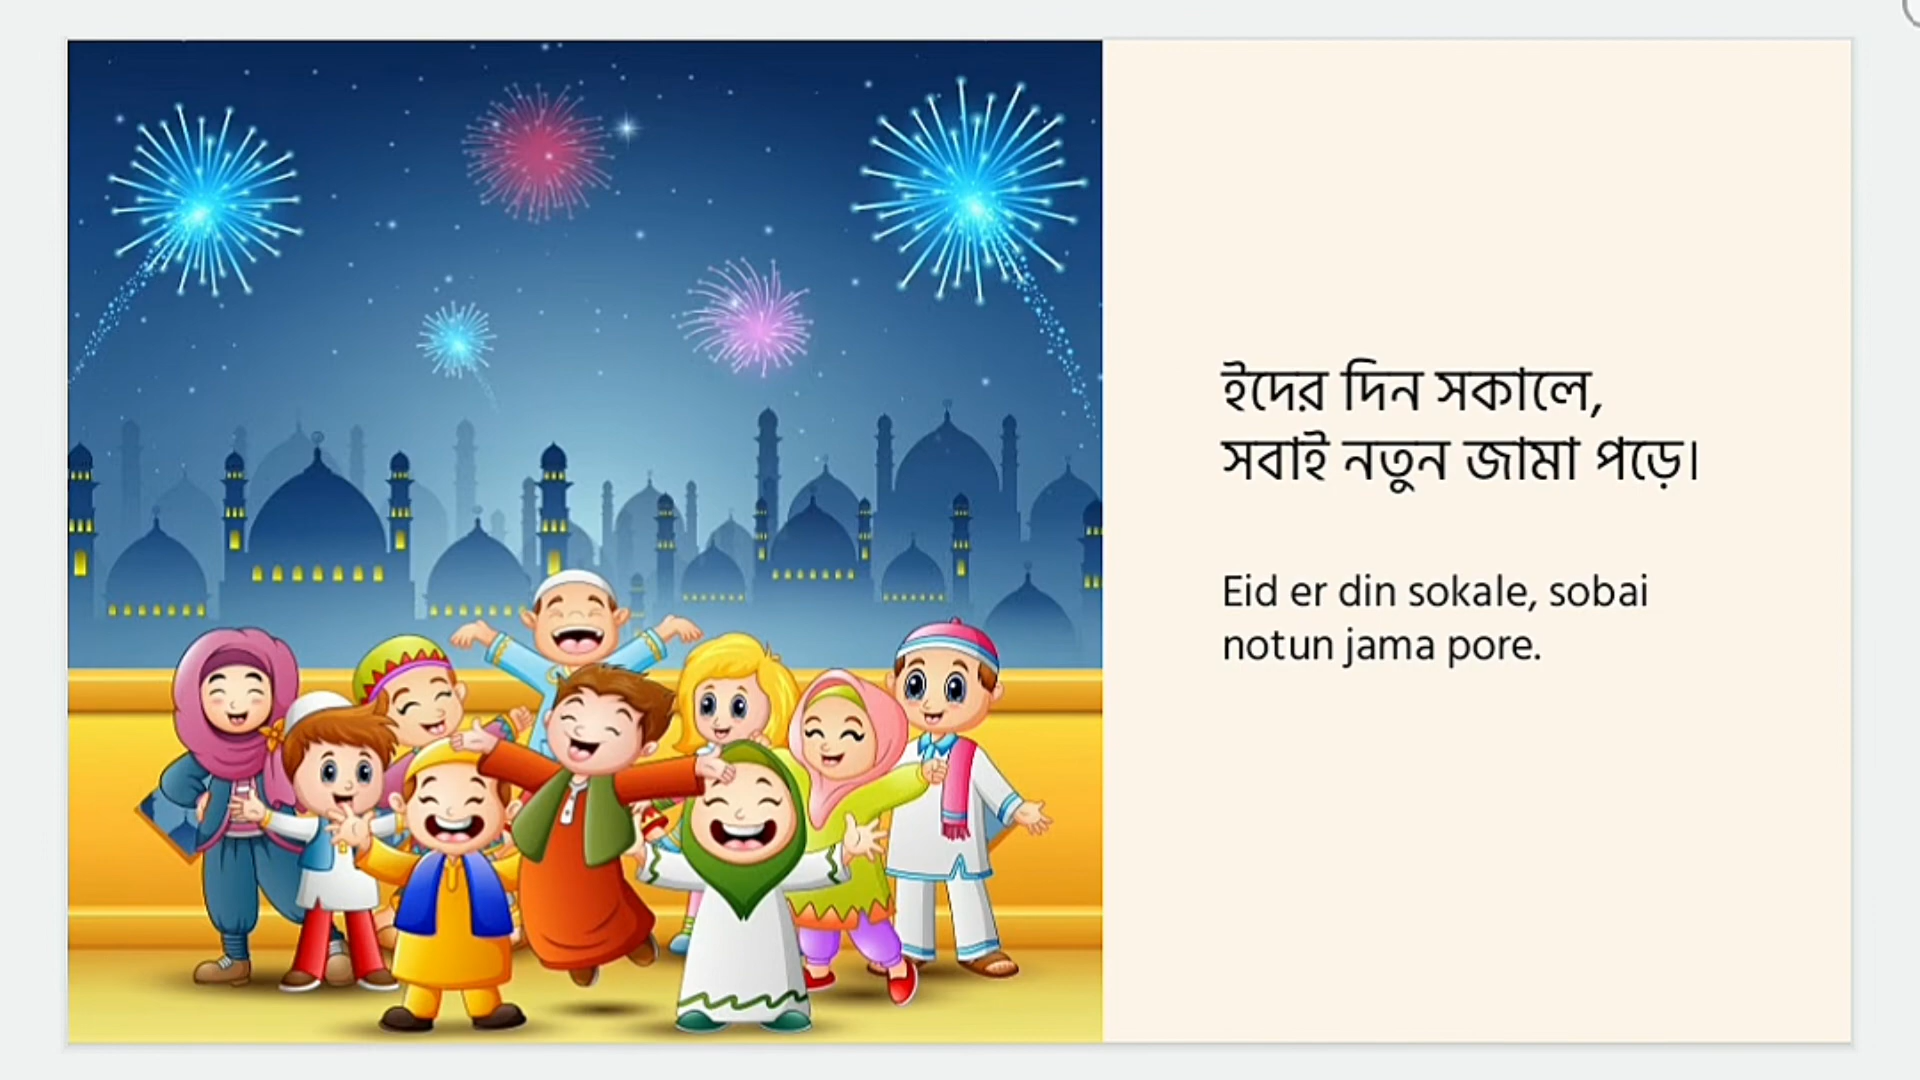 ইদের দিন সকালে,
সবাই নতুন জামা পড়ে।
Eid er din sokale, sobai
notun jama pore.